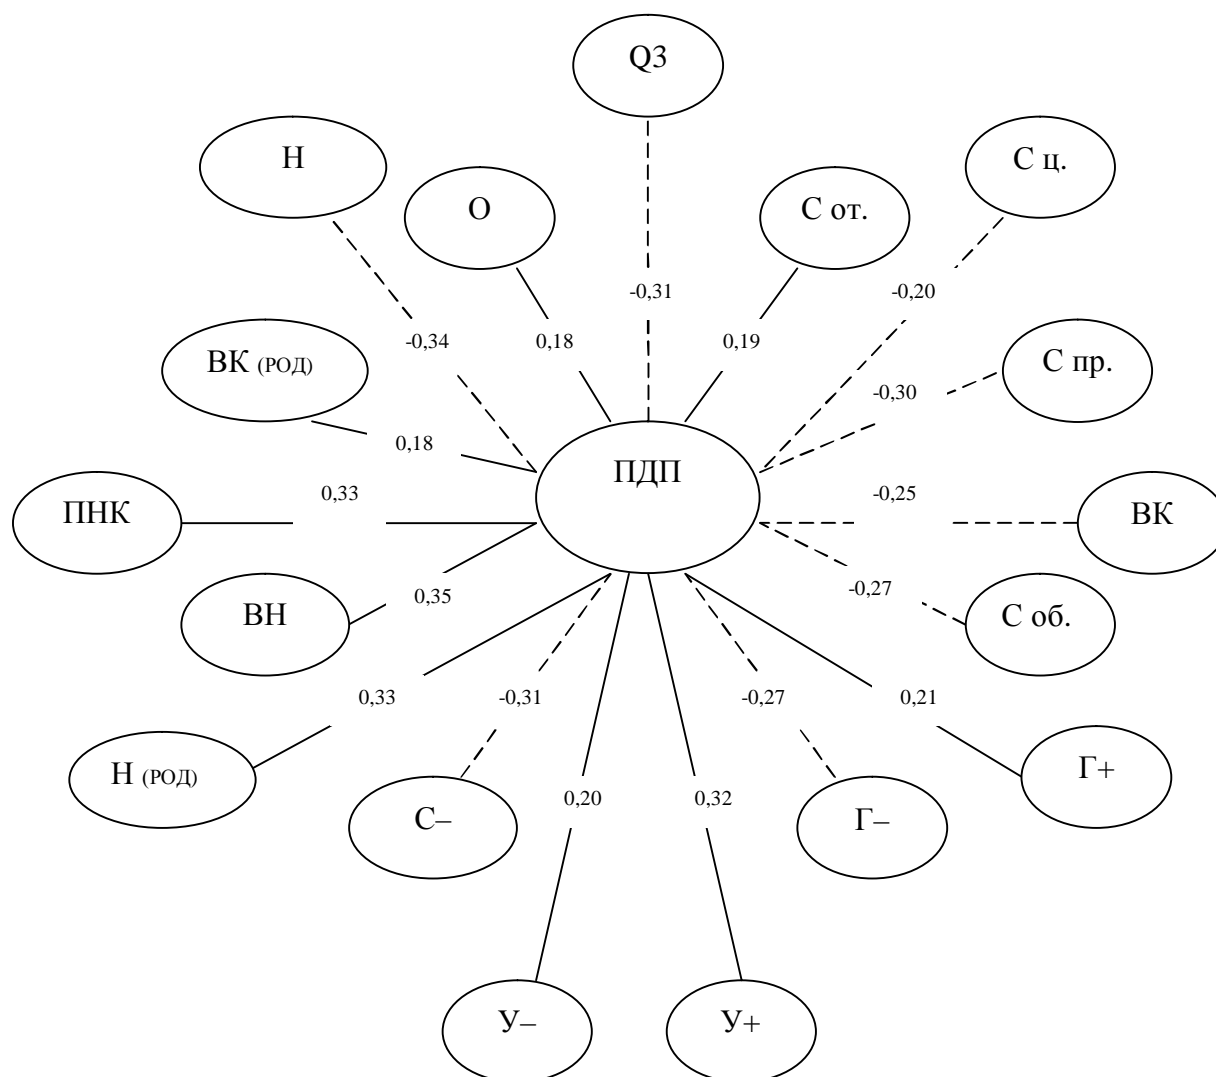 Q3
Н
С ц.
О
С от.
-0,31
-0,20
-0,34
0,18
0,19
ВК (РОД)
С пр.
-0,30
0,18
ПДП
0,33
-0,25
ПНК
ВК
0,35
-0,27
ВН
С об.
0,33
-0,31
-0,27
0,21
Н (РОД)
Г+
0,20
0,32
С–
Г–
У–
У+